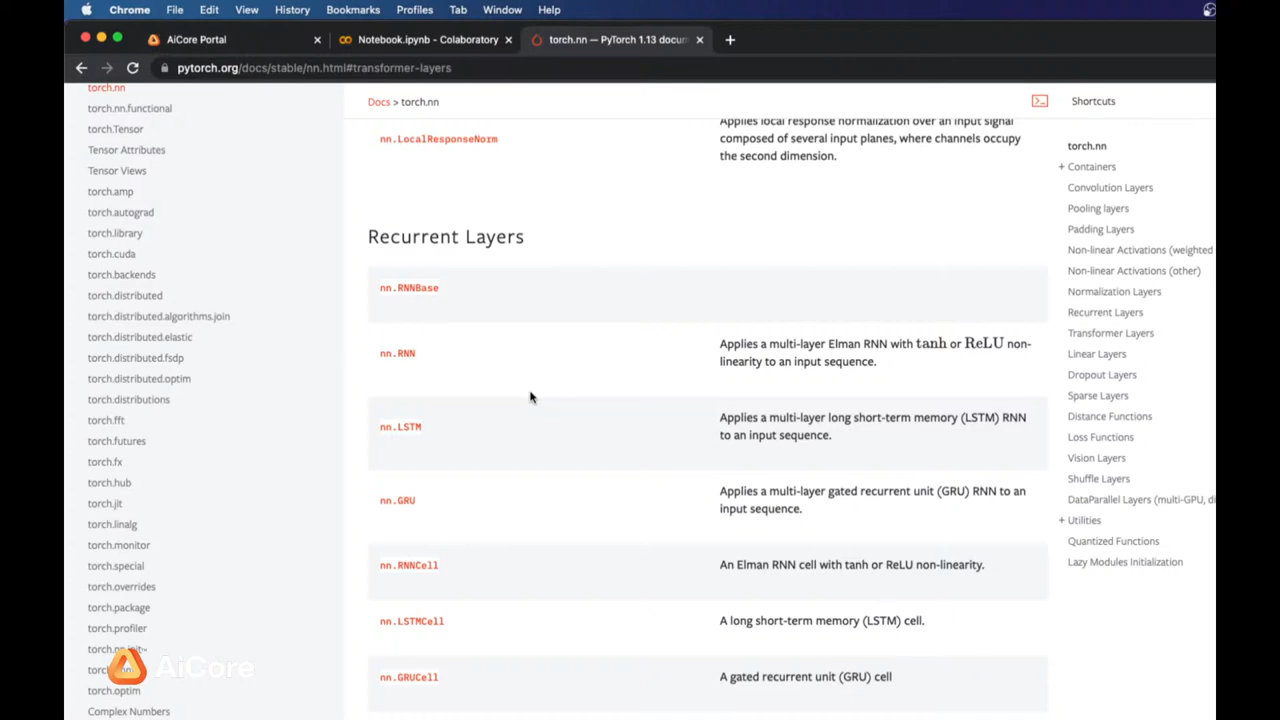 Chrome File Edit View History Bookmarks Profiles Tab Window Help
AiCore Portal
Notebook.ipynb - Colaboratory
torch.nn — PyTorch 1.13 docum
pytorch.org/docs/stable/nn.html#transformer-layers
torch.nn
torch.nn.functional
torch.Tensor
Tensor Attributes
Tensor Views
torch.amp
torch.autograd
torch.library
torch.cuda
torch.backends
torch.distributed
torch.distributed.algorithms.join
torch.distributed.elastic
torch.distributed.fsdp
torch.distributed.optim
torch.distributions
torch.fft
torch.futures
torch.fx
torch.hub
torch.jit
torch.linalg
torch.monitor
torch.special
torch.overrides
torch.package
torch.profiler
torch.optim
Complex Numbers
AiCore
Docs > torch.nn
Shortcuts
nn.LocalResponseNorm
Applies local response normalization over an input signal
composed of several input planes, where channels occupy
the second dimension.
Recurrent Layers
nn.RNNBase
nn.RNN
Applies a multi-layer Elman RNN with tanh or ReLU non-
linearity to an input sequence.
nn.LSTM
Applies a multi-layer long short-term memory (LSTM) RNN
to an input sequence.
nn.GRU
Applies a multi-layer gated recurrent unit (GRU) RNN to an
input sequence.
nn.RNNCell
An Elman RNN cell with tanh or ReLU non-linearity.
nn.LSTMCell
A long short-term memory (LSTM) cell.
nn.GRUCell
A gated recurrent unit (GRU) cell
torch.nn
+ Containers
Convolution Layers
Pooling layers
Padding Layers
Non-linear Activations (weighted
Non-linear Activations (other)
Normalization Layers
Recurrent Layers
Transformer Layers
Linear Layers
Dropout Layers
Sparse Layers
Distance Functions
Loss Functions
Vision Layers
Shuffle Layers
DataParallel Layers (multi-GPU, di
+ Utilities
Quantized Functions
Lazy Modules Initialization